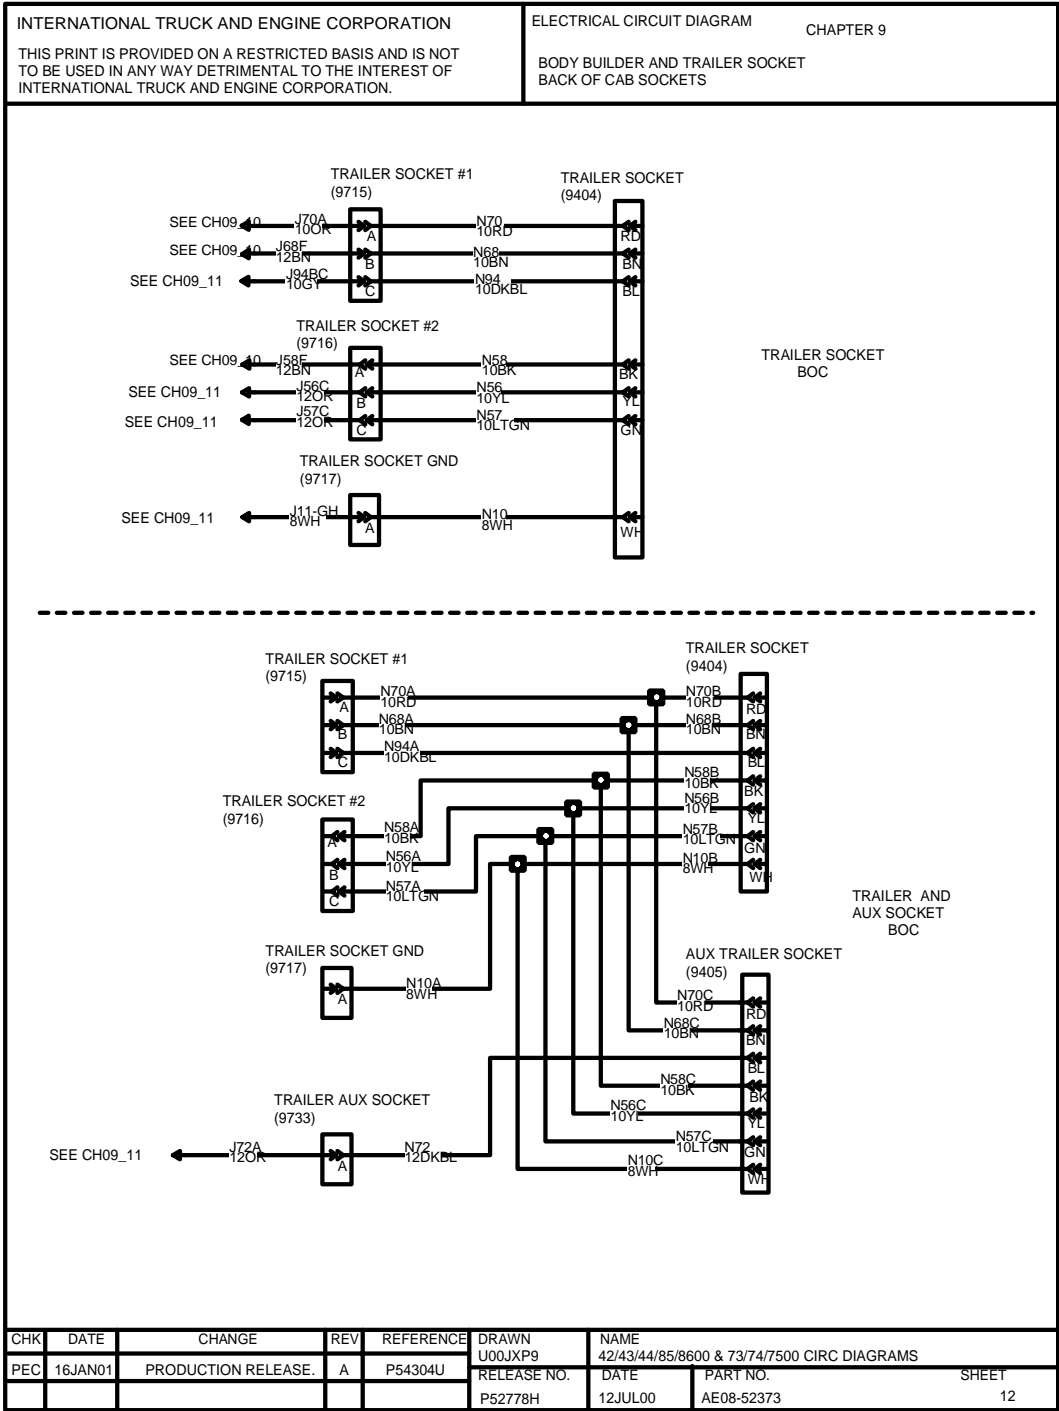 INTERNATIONAL TRUCK AND ENGINE CORPORATION
THIS PRINT IS PROVIDED ON A RESTRICTED BASIS AND IS NOT
TO BE USED IN ANY WAY DETRIMENTAL TO THE INTEREST OF
INTERNATIONAL TRUCK AND ENGINE CORPORATION.
ELECTRICAL CIRCUIT DIAGRAM
CHAPTER 9
BODY BUILDER AND TRAILER SOCKET
BACK OF CAB SOCKETS
TRAILER SOCKET #1
(9715)
TRAILER SOCKET
(9404)
SEE CH09_10
J70A
10OR
A
N70
10RD
RD
SEE CH09_10
J68F
12BN
B
N68
10BN
BN
SEE CH09_11
J94BC
10GY
C
N94
10DKBL
BL
TRAILER SOCKET #2
(9716)
SEE CH09_10
J58F
12BN
A
N58
10BK
BK
SEE CH09_11
J56C
12OR
B
N56
10YL
YL
SEE CH09_11
J57C
12OR
C
N57
10LTGN
GN
TRAILER SOCKET
BOC
TRAILER SOCKET GND
(9717)
SEE CH09_11
J11-GH
8WH
A
N10
8WH
WH
TRAILER SOCKET #1
(9715)
TRAILER SOCKET
(9404)
A
N70A
10RD
N70B
10RD
RD
B
N68A
10BN
N68B
10BN
BN
C
N94A
10DKBL
BL
N58B
10BK
BK
TRAILER SOCKET #2
(9716)
N56B
10YL
YL
A
N58A
10BK
N57B
10LTGN
GN
B
N56A
10YL
N10B
8WH
WH
C
N57A
10LTGN
TRAILER AND
AUX SOCKET
BOC
TRAILER SOCKET GND
(9717)
A
N10A
8WH
AUX TRAILER SOCKET
(9405)
N70C
10RD
RD
N68C
10BN
BN
BL
N58C
10BK
BK
N56C
10YL
YL
N57C
10LTGN
GN
N10C
8WH
WH
TRAILER AUX SOCKET
(9733)
SEE CH09_11
J72A
12OR
A
N72
12DKBL
CHK DATE CHANGE REV REFERENCE
PEC 16JAN01 PRODUCTION RELEASE. A P54304U
DRAWN
U00JXP9
NAME
42/43/44/85/8600 & 73/74/7500 CIRC DIAGRAMS
RELEASE NO. DATE PART NO. SHEET
P52778H 12JUL00 AE08-52373 12